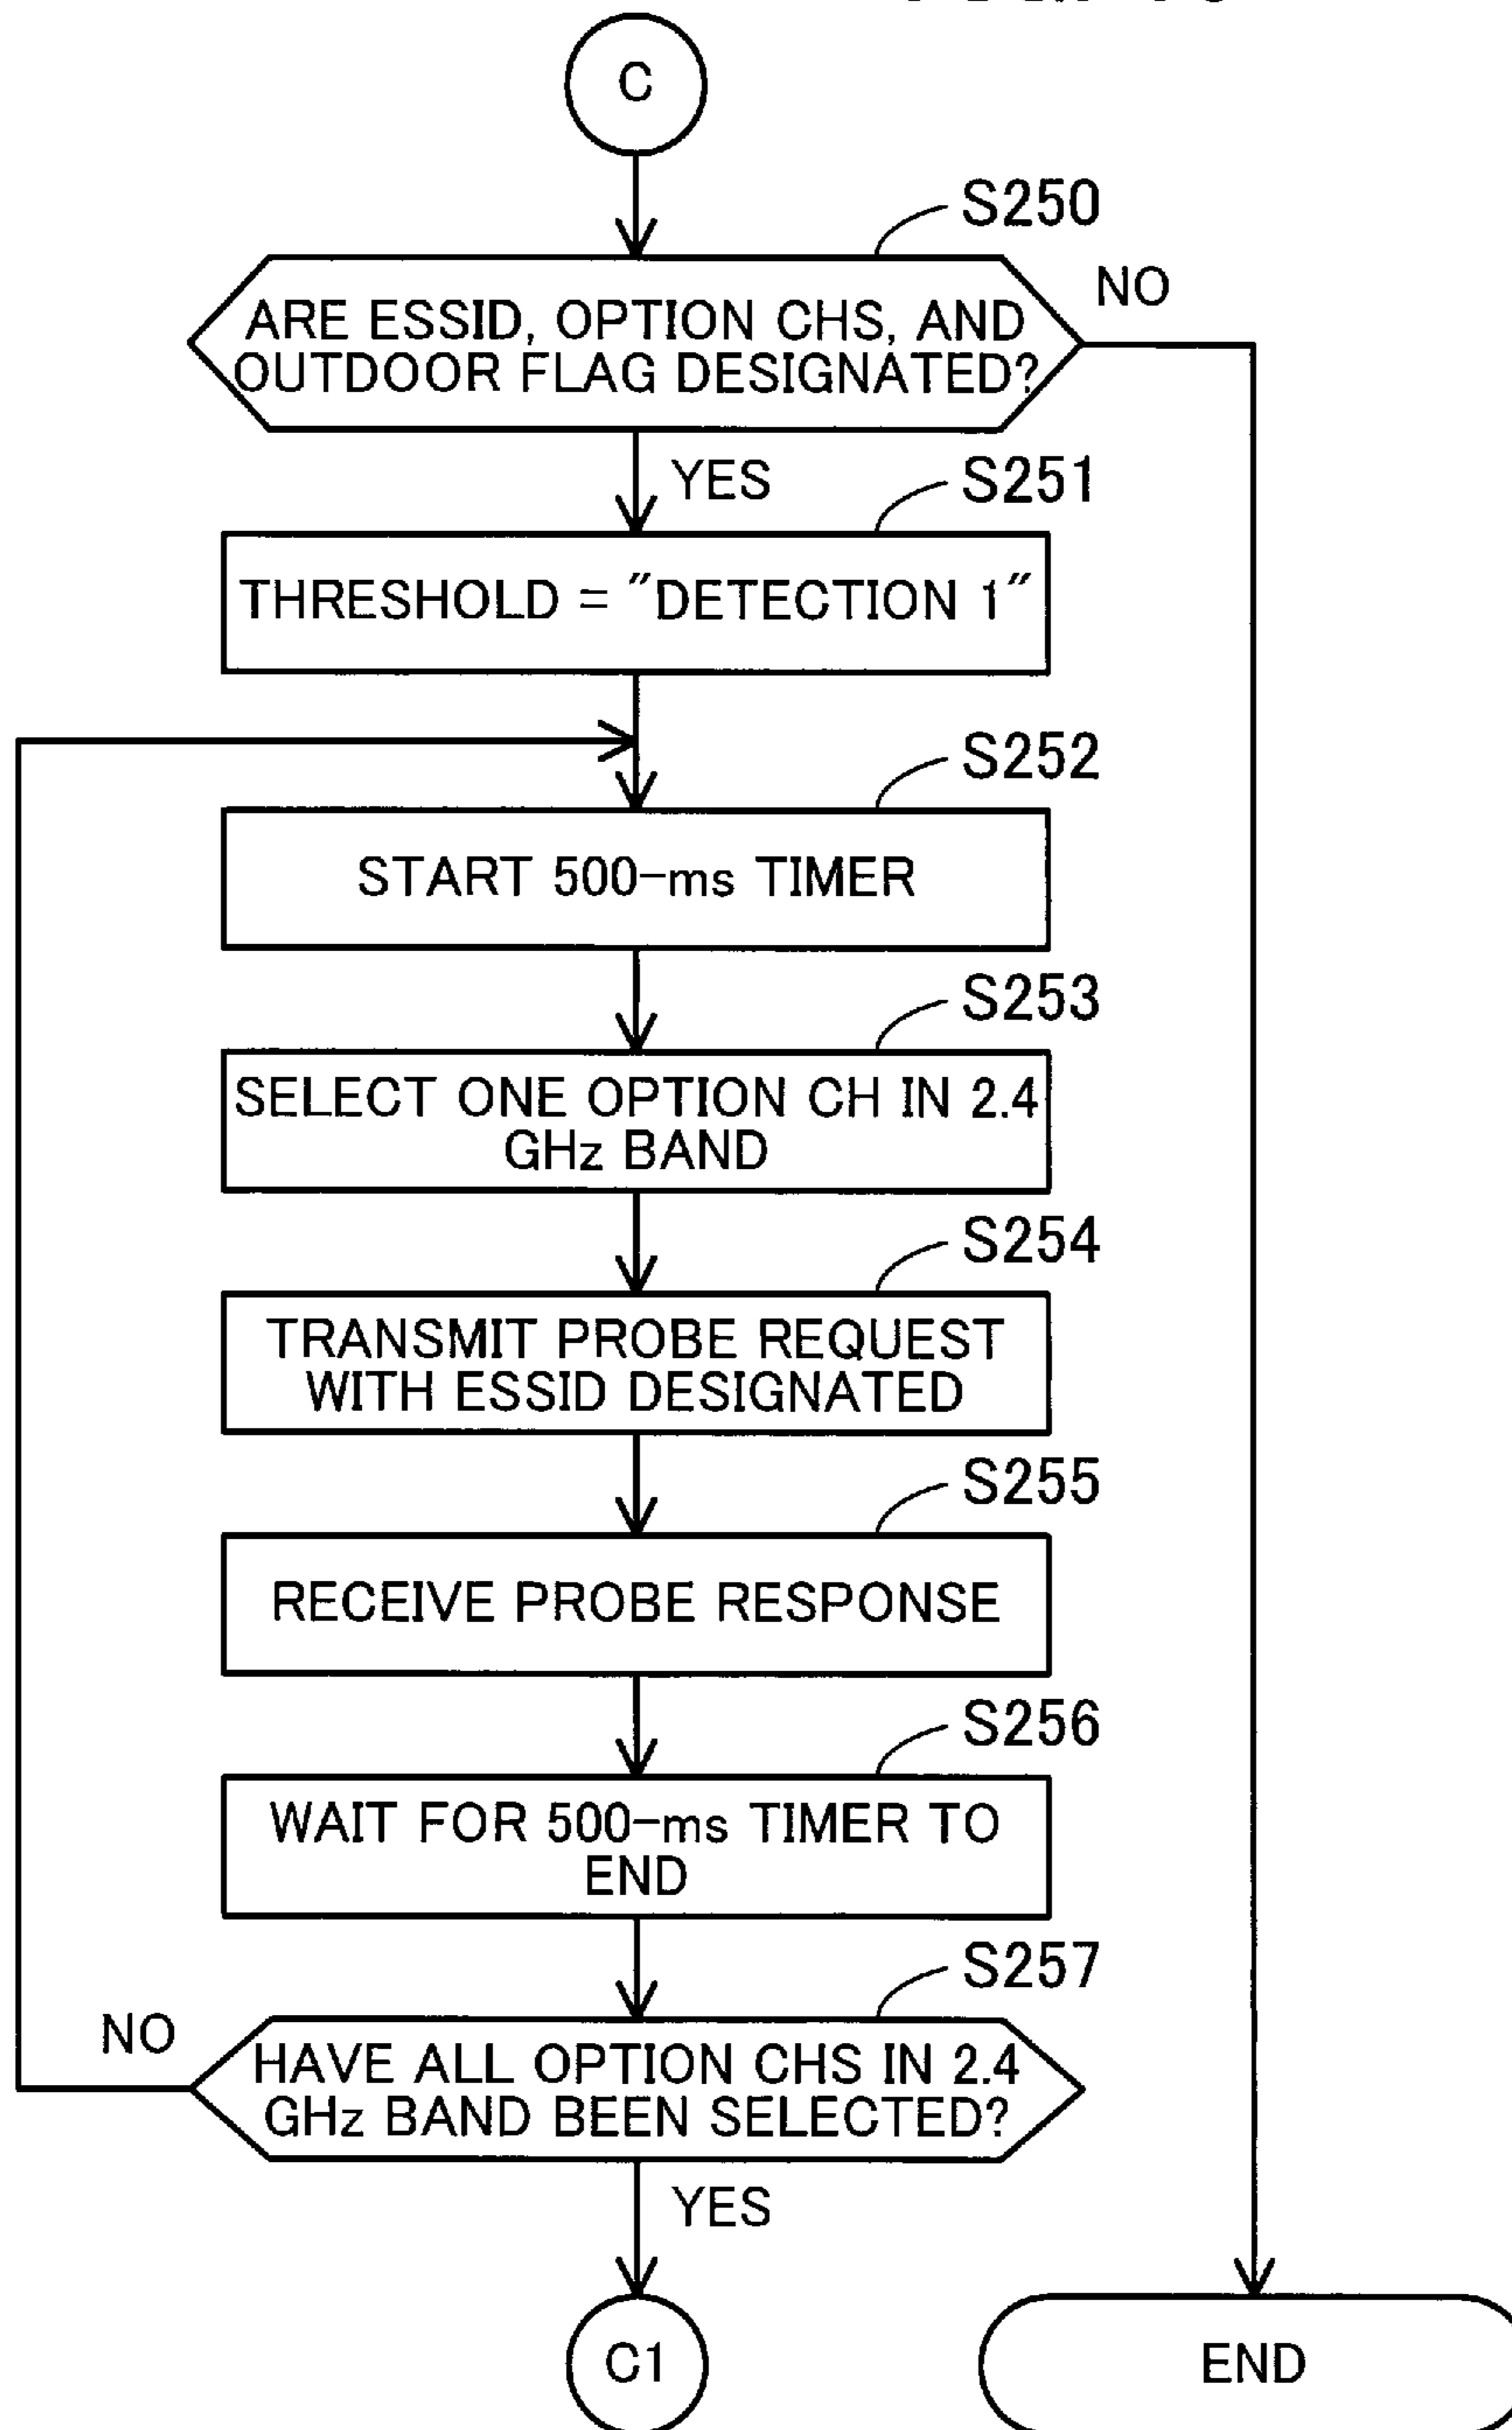 C
S250
ARE ESSID, OPTION CHS, AND
OUTDOOR FLAG DESIGNATED?
NO
YES
S251
THRESHOLD = "DETECTION 1"
S252
START 500-ms TIMER
S253
SELECT ONE OPTION CH IN 2.4
GHz BAND
S254
TRANSMIT PROBE REQUEST
WITH ESSID DESIGNATED
S255
RECEIVE PROBE RESPONSE
S256
WAIT FOR 500-ms TIMER TO
END
S257
NO
HAVE ALL OPTION CHS IN 2.4
GHz BAND BEEN SELECTED?
YES
C1
END